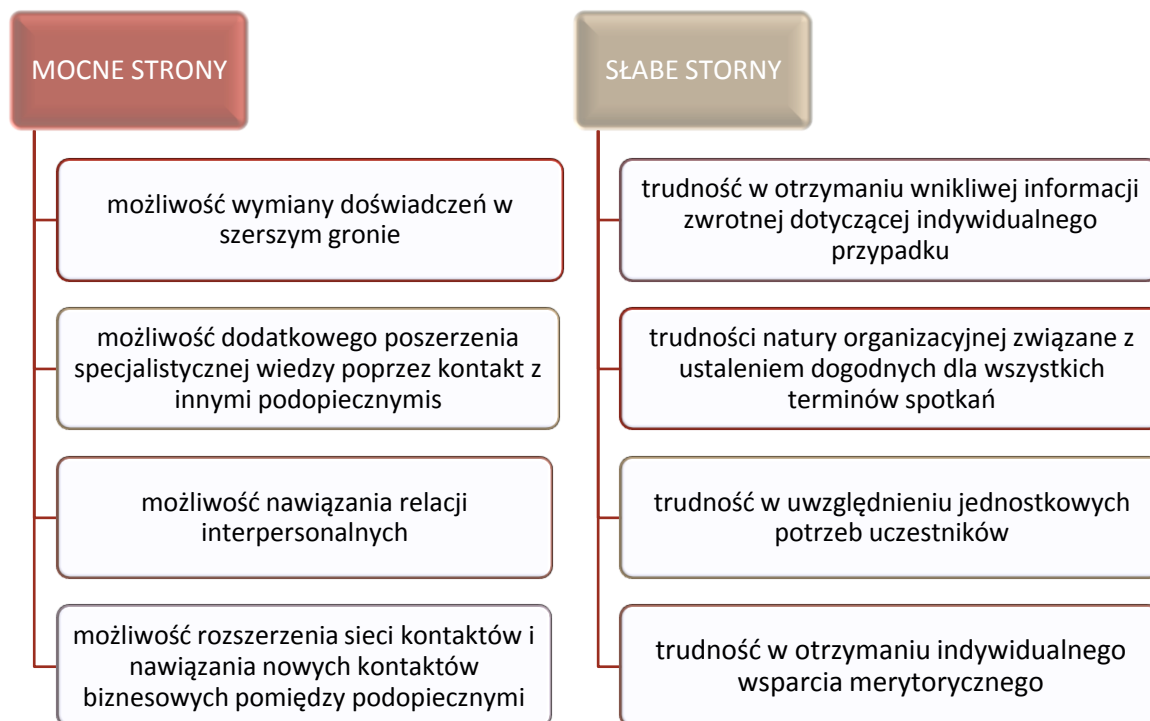 MOCNE STRONY
możliwość wymiany doświadczeń w
szerszym gronie
możliwość dodatkowego poszerzenia
specjalistycznej wiedzy poprzez kontakt z
innymi podopiecznymis
możliwość nawiązania relacji
interpersonalnych
możliwość rozszerzenia sieci kontaktów i
nawiązania nowych kontaktów
biznesowych pomiędzy podopiecznymi
SŁABE STORNY
trudność w otrzymaniu wnikliwej informacji
zwrotnej dotyczącej indywidualnego
przypadku
trudności natury organizacyjnej związane z
ustaleniem dogodnych dla wszystkich
terminów spotkań
trudność w uwzględnieniu jednostkowych
potrzeb uczestników
trudność w otrzymaniu indywidualnego
wsparcia merytorycznego